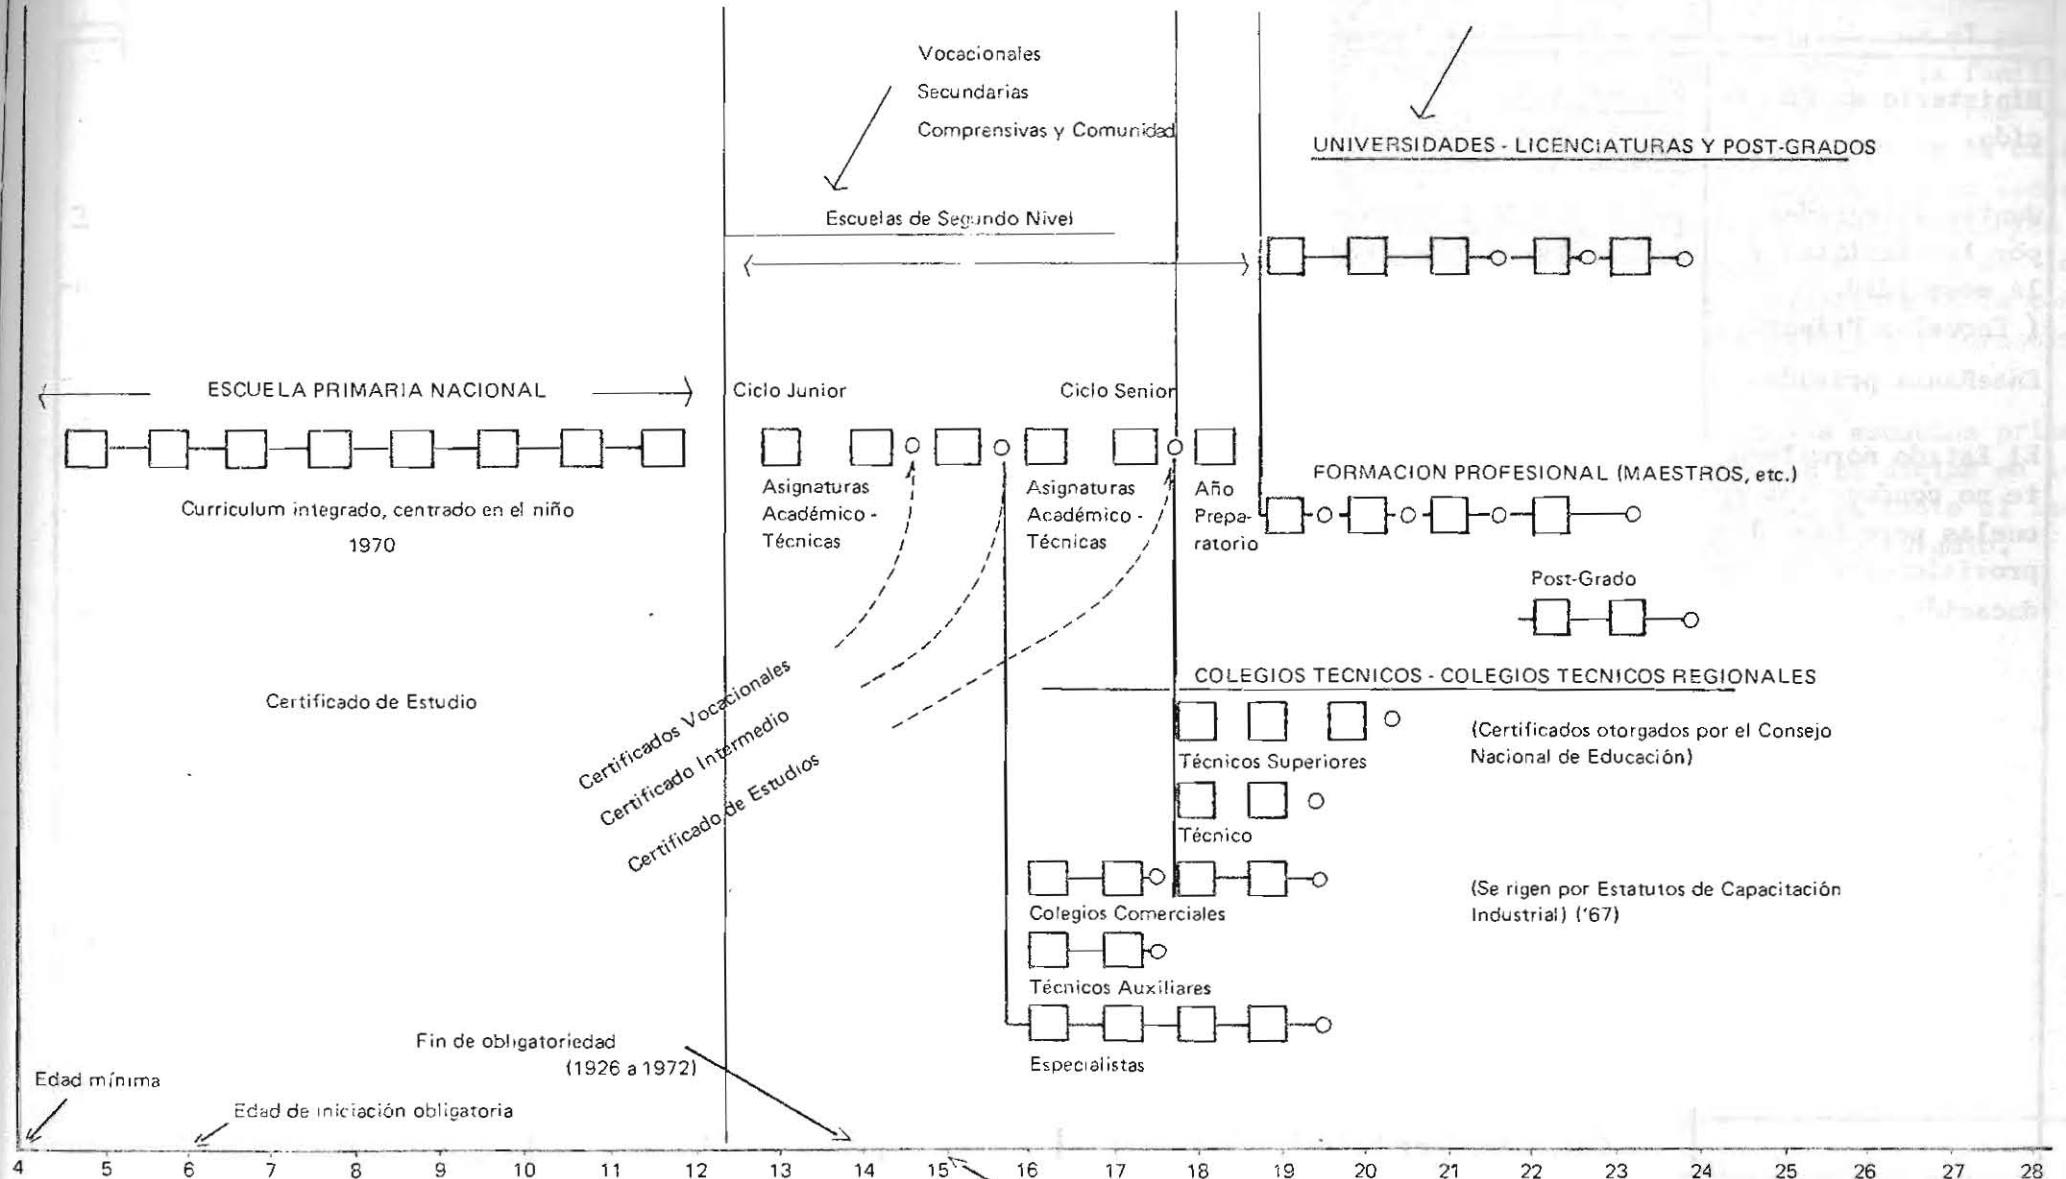 Vocacionales
Secundarias
Comprensivas y Comunidad
UNIVERSIDADES - LICENCIATURAS Y POST-GRADOS
Escuelas de Segundo Nivel
ESCUELA PRIMARIA NACIONAL
Ciclo Junior
Ciclo Senior
Curriculum integrado, centrado en el niño
1970
Asignaturas
Académico -
Técnicas
Asignaturas
Académico -
Técnicas
Año
Prepa-
ratorio
FORMACION PROFESIONAL (MAESTROS, etc.)
Post-Grado
Certificado de Estudio
Certificados Vocacionales
Certificado Intermedio
Certificado de Estudios
COLEGIOS TECNICOS - COLEGIOS TECNICOS REGIONALES
Técnicos Superiores
(Certificados otorgados por el Consejo
Nacional de Educación)
Técnico
Colegios Comerciales
(Se rigen por Estatutos de Capacitación
Industrial) ('67)
Técnicos Auxiliares
Especialistas
Fin de obligatoriedad
(1926 a 1972)
Edad mínima
Edad de iniciación obligatoria
4 5 6 7 8 9 10 11 12 13 14 15 16 17 18 19 20 21 22 23 24 25 26 27 28